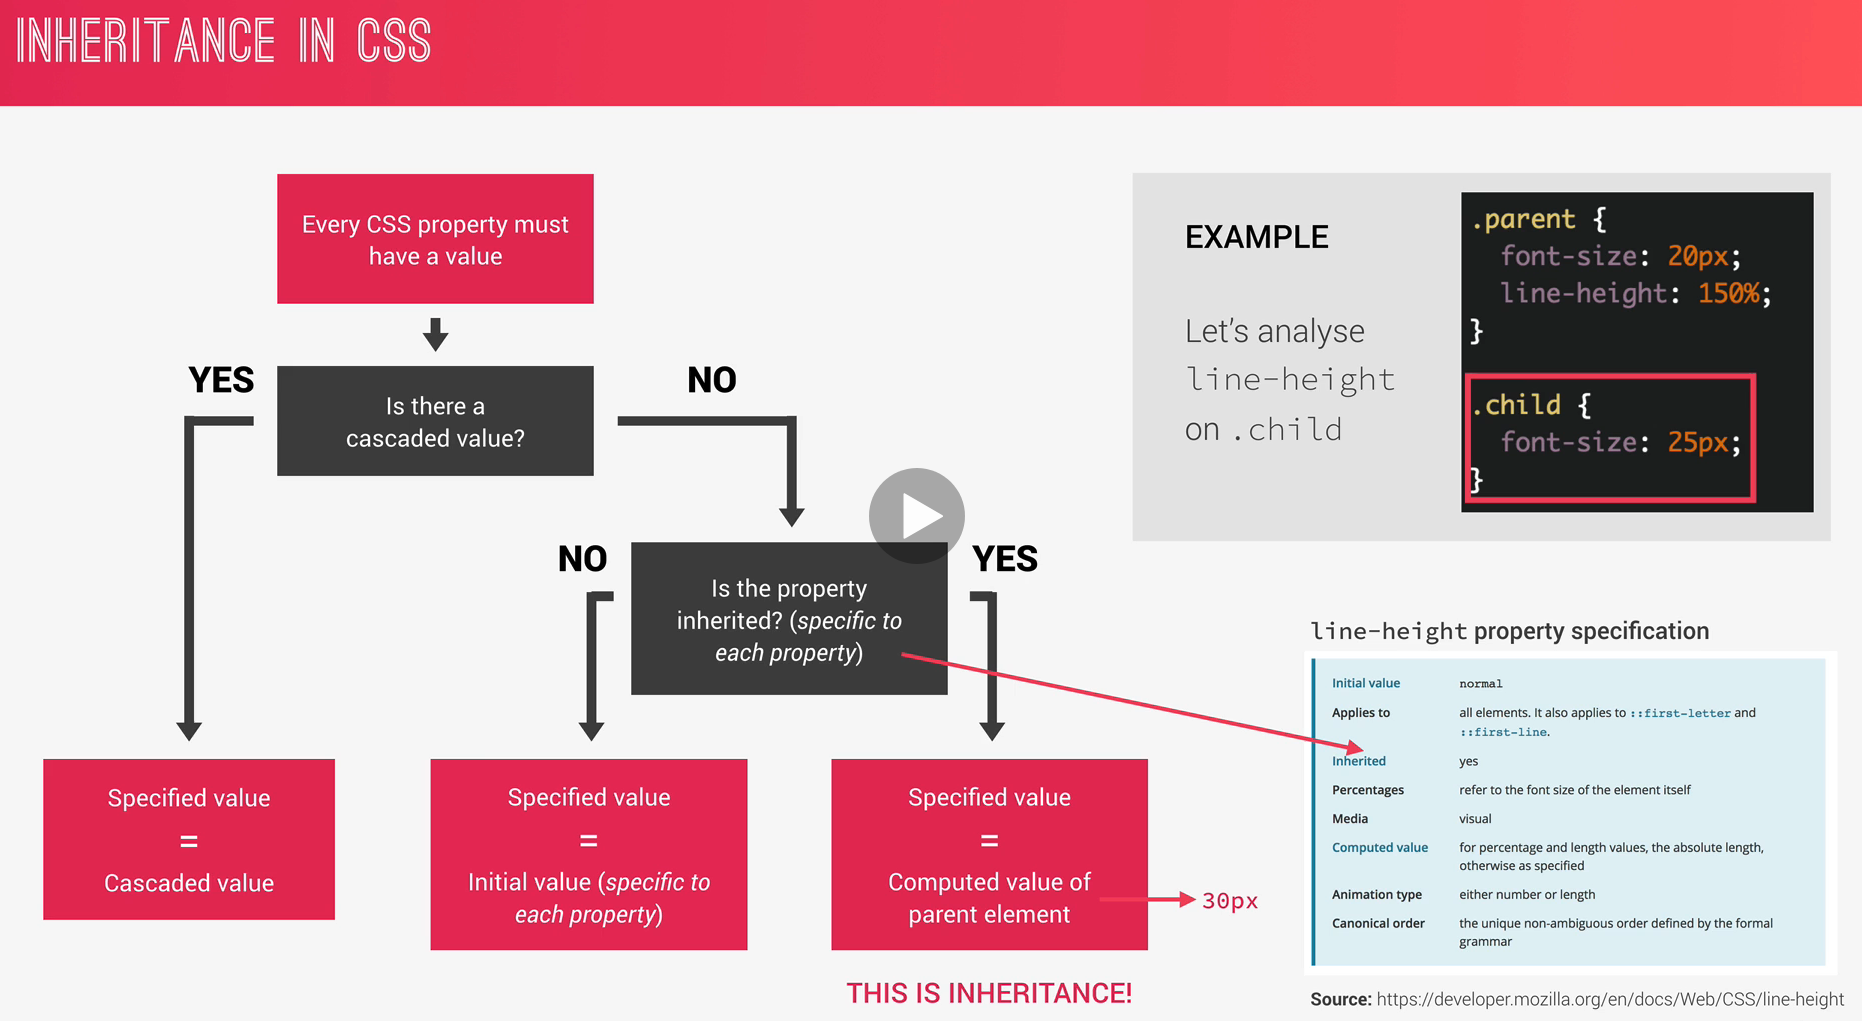 INHERITANCE IN CSS
Every CSS property must
have a value
YES
NO
Is there a
cascaded value?
NO
YES
Is the property
inherited? (specific to
each property)
Specified value
=
Cascaded value
Specified value
=
Initial value (specific to
each property)
Specified value
=
Computed value of
parent element
30px
THIS IS INHERITANCE!
EXAMPLE
Let's analyse
line-height
on .child
.parent {
font-size: 20px;
line-height: 150%;
}
.child {
font-size: 25px;
}
line-height property specification
Initial value normal
Applies to all elements. It also applies to ::first-letter and
::first-line.
Inherited yes
Percentages refer to the font size of the element itself
Media visual
Computed value for percentage and length values, the absolute length,
otherwise as specified
Animation type either number or length
Canonical order the unique non-ambiguous order defined by the formal
grammar
Source: https://developer.mozilla.org/en/docs/Web/CSS/line-height